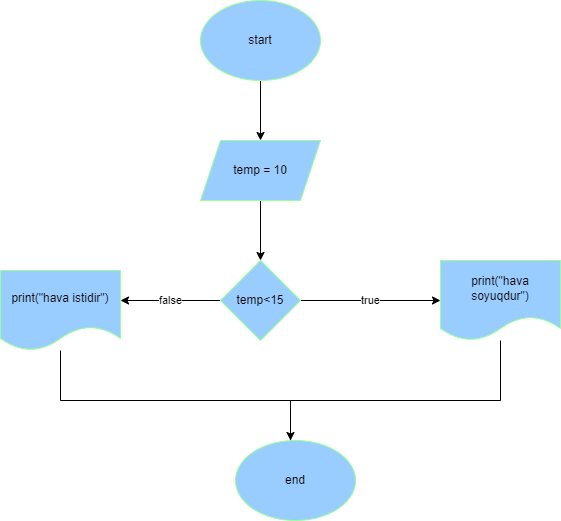 start
temp = 10
print("hava istidir")
false
temp<15
true
print("hava
soyuqdur")
end